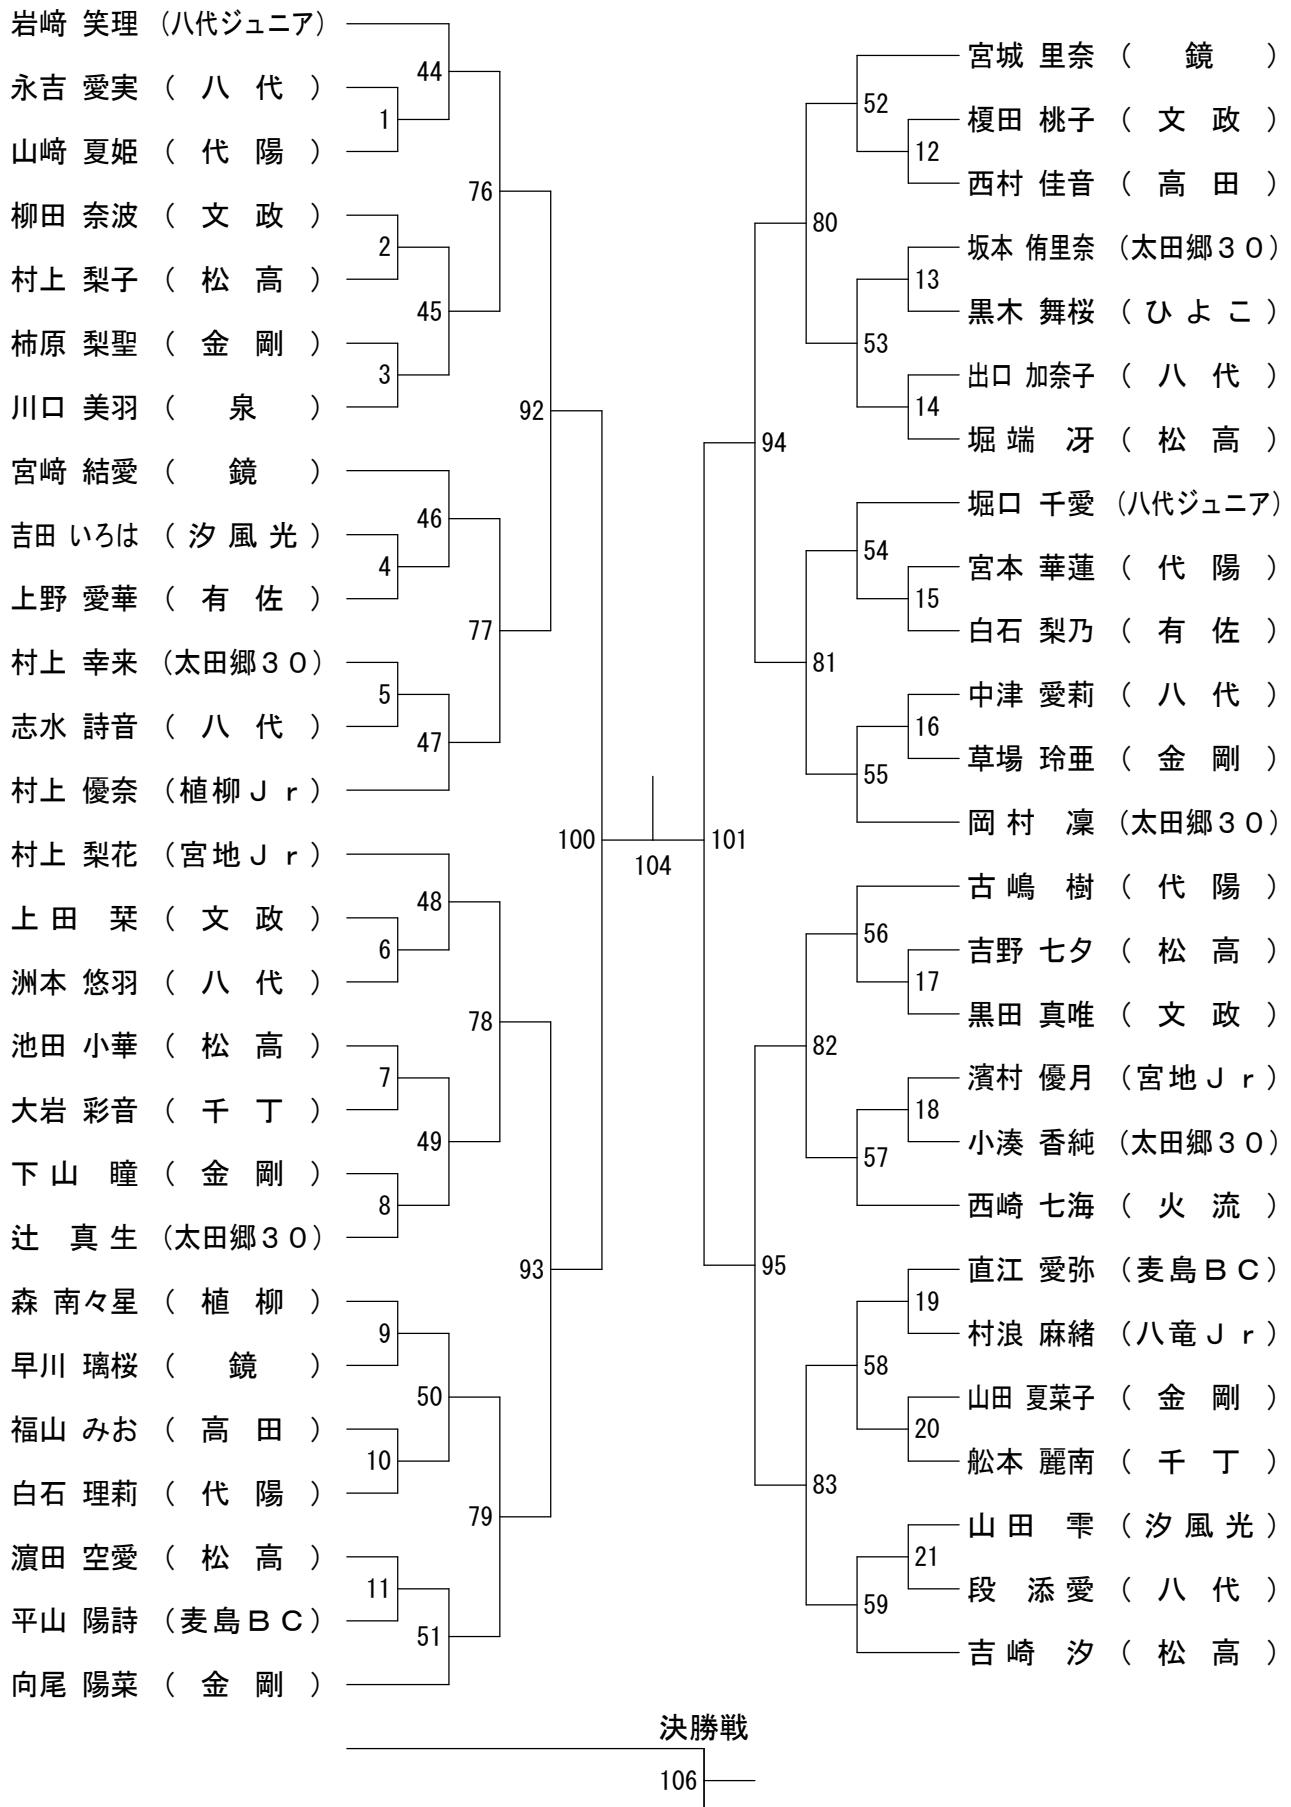 岩﨑 笑理 (八代ジュニア)
永吉 愛実 ( 八 代 )
山﨑 夏姫 ( 代 陽 )
柳田 奈波 ( 文 政 )
村上 梨子 ( 松 高 )
柿原 梨聖 ( 金 剛 )
川口 美羽 ( 泉 )
宮﨑 結愛 ( 鏡 )
吉田 いろは ( 汐 風 光 )
上野 愛華 ( 有 佐 )
村上 幸来 (太田郷30)
志水 詩音 ( 八 代 )
村上 優奈 (植柳Jr)
村上 梨花 (宮地Jr)
上田 栞 ( 文 政 )
洲本 悠羽 ( 八 代 )
池田 小華 ( 松 高 )
大岩 彩音 ( 千 丁 )
下山 瞳 ( 金 剛 )
辻 真生 (太田郷30)
森 南々星 ( 植 柳 )
早川 璃桜 ( 鏡 )
福山 みお ( 高 田 )
白石 理莉 ( 代 陽 )
濵田 空愛 ( 松 高 )
平山 陽詩 (麦島BC)
向尾 陽菜 ( 金 剛 )
1
2
3
4
5
6
7
8
9
10
11
44
45
46
47
48
49
50
51
76
77
78
79
92
93
100
104
101
94
95
80
81
82
83
52
53
54
55
56
57
58
59
12
13
14
15
16
17
18
19
20
21
宮城 里奈 ( 鏡 )
榎田 桃子 ( 文 政 )
西村 佳音 ( 高 田 )
坂本 侑里奈 (太田郷30)
黒木 舞桜 ( ひ よ こ )
出口 加奈子 ( 八 代 )
堀端 冴 ( 松 高 )
堀口 千愛 (八代ジュニア)
宮本 華蓮 ( 代 陽 )
白石 梨乃 ( 有 佐 )
中津 愛莉 ( 八 代 )
草場 玲亜 ( 金 剛 )
岡村 凜 (太田郷30)
古嶋 樹 ( 代 陽 )
吉野 七夕 ( 松 高 )
黒田 真唯 ( 文 政 )
濱村 優月 (宮地Jr)
小湊 香純 (太田郷30)
西崎 七海 ( 火 流 )
直江 愛弥 (麦島BC)
村浪 麻緒 (八竜Jr)
山田 夏菜子 ( 金 剛 )
舩本 麗南 ( 千 丁 )
山田 雫 ( 汐 風 光 )
段 添愛 ( 八 代 )
吉崎 汐 ( 松 高 )
決勝戦
106